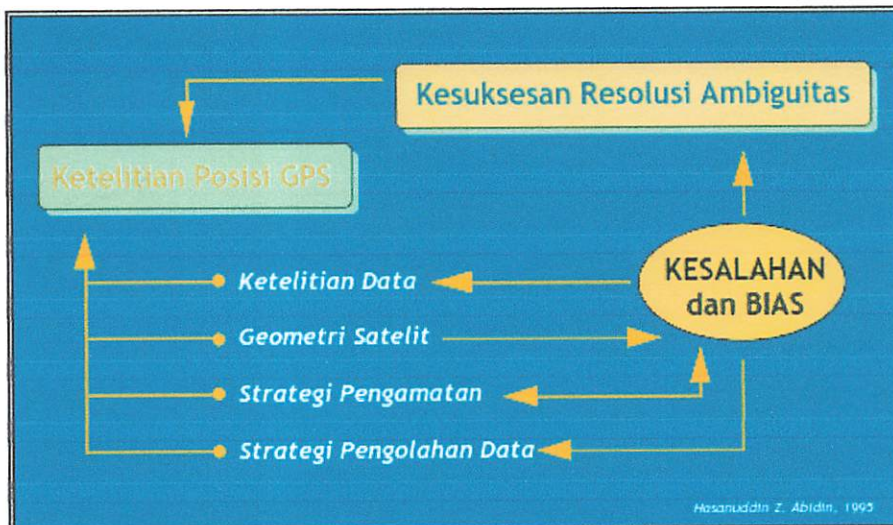 Kesuksesan Resolusi Ambiguitas
Ketelitian Posisi GPS
KESALAHAN
dan BIAS
Ketelitian Data
Geometri Satelit
Strategi Pengamatan
Strategi Pengolahan Data
Hasanuddin Z. Abidin, 1995